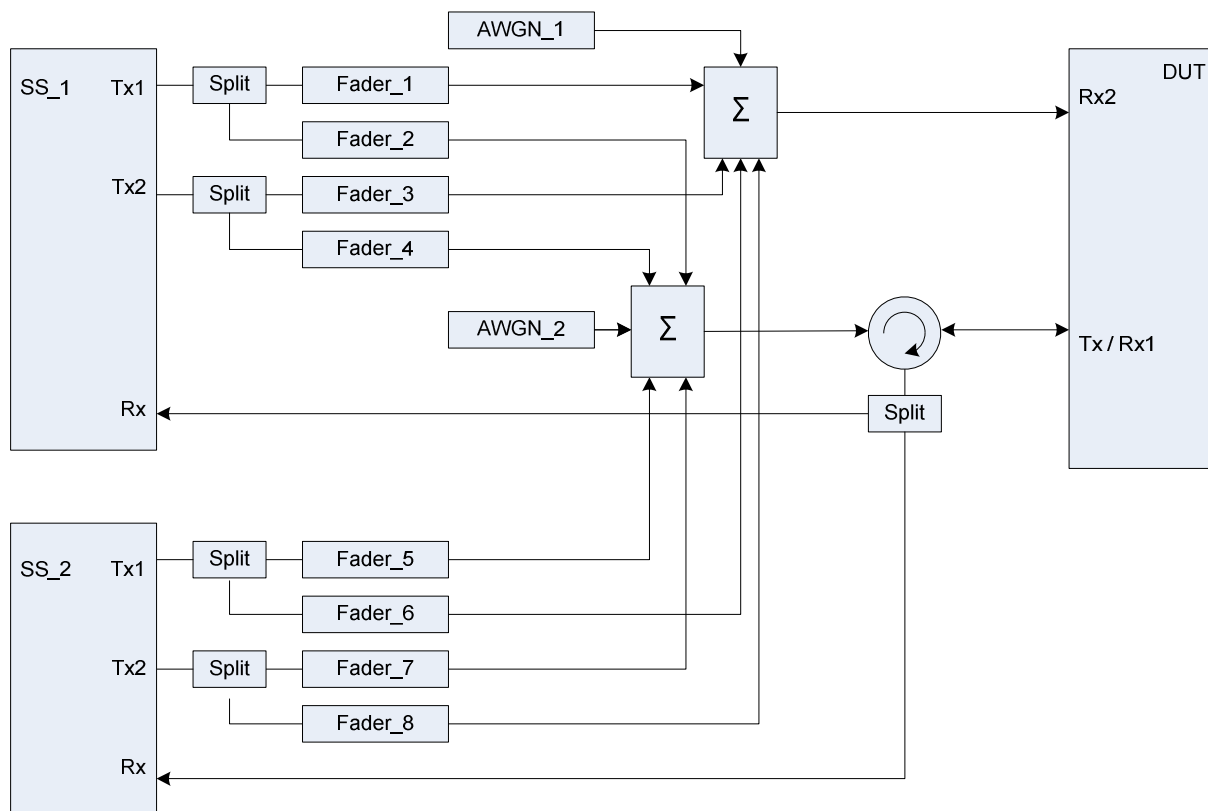 AWGN_1
SS_1
Tx1
Split
Fader_1
Σ
DUT
Rx2
Fader_2
Tx2
Split
Fader_3
Fader_4
AWGN_2
Σ
Tx / Rx1
Rx
Split
SS_2
Tx1
Split
Fader_5
Fader_6
Tx2
Split
Fader_7
Fader_8
Rx